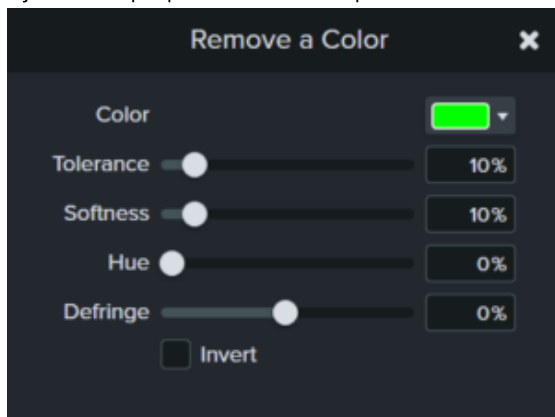 Remove a Color
Color
Tolerance 10%
Softness 10%
Hue 0%
Defringe 0%
Invert